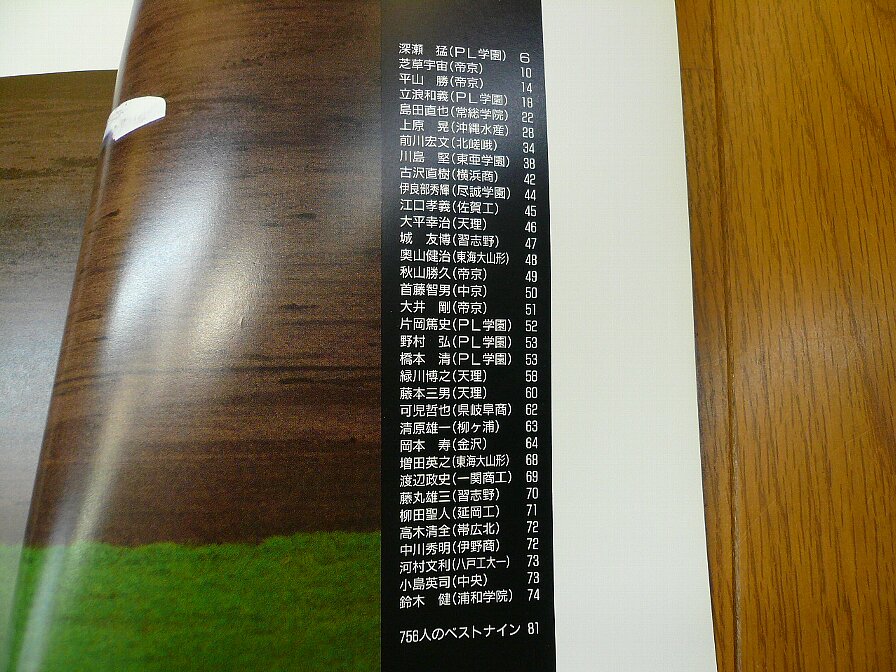 深瀬　猛(PL学園) 6
芝草宇宙(帝京) 10
平山　勝(帝京) 14
立浪和義(PL学園) 18
島田直也(常総学院) 22
上原　晃(沖縄水産) 28
前川宏文(北嵯峨) 34
川島　堅(東亜学園) 38
古沢直樹(横浜商) 42
伊良部秀輝(尽誠学園) 44
江口孝義(佐賀工) 45
大平幸治(天理) 46
城　友博(習志野) 47
奥山健治(東海大山形) 48
秋山勝久(帝京) 49
首藤智男(中京) 50
大井　剛(帝京) 51
片岡篤史(PL学園) 52
野村　弘(PL学園) 53
橋本　清(PL学園) 53
緑川博之(天理) 58
藤本三男(天理) 60
可児哲也(県岐阜商) 62
清原雄一(柳ヶ浦) 63
岡本　寿(金沢) 64
増田英之(東海大山形) 68
渡辺政史(一関商工) 69
藤丸雄三(習志野) 70
柳田聖人(延岡工) 71
高木清全(帯広北) 72
中川秀明(伊野商) 72
河村文利(八戸工大一) 73
小島英司(中央) 73
鈴木　健(浦和学院) 74
756人のベストナイン 81